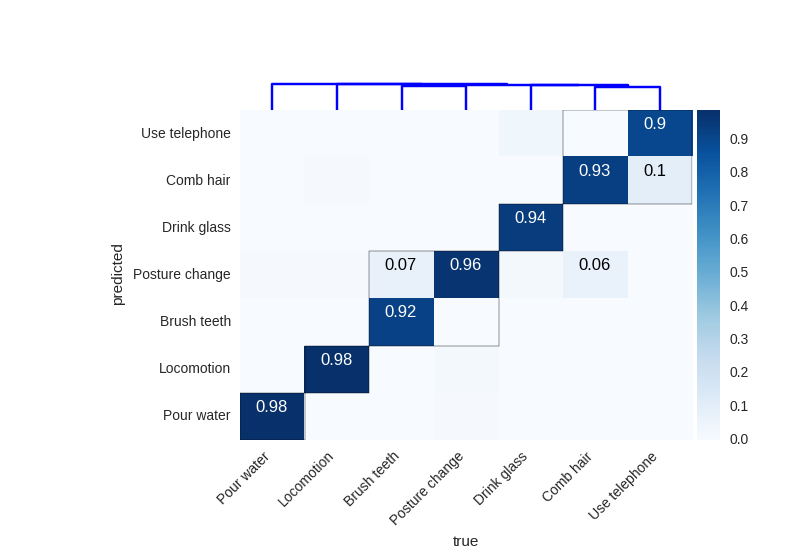 Use telephone 0.9
Comb hair 0.93 0.1
Drink glass 0.94
Posture change 0.07 0.96 0.06
Brush teeth 0.92
Locomotion 0.98
Pour water 0.98
predicted
0.9
0.8
0.7
0.6
0.5
0.4
0.3
0.2
0.1
0.0
Pour water
Locomotion
Brush teeth
Posture change
Drink glass
Comb hair
Use telephone
true